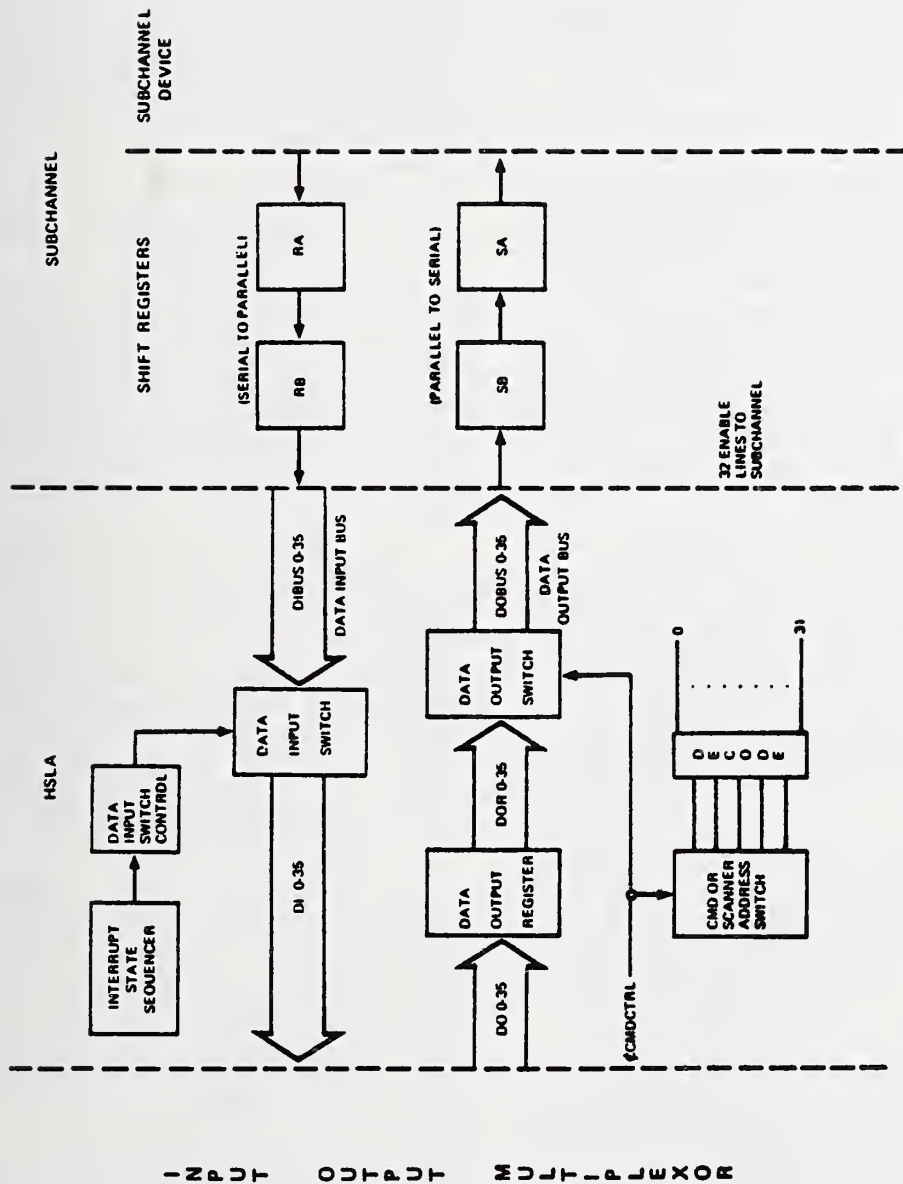 SUBCHANNEL
HSLA
SHIFT REGISTERS
SUBCHANNEL
DEVICE
INTERRUPT
STATE
SEQUENCER
DATA
INPUT
SWITCH
CONTROL
(SERIAL TO PARALLEL)
DI 0-35
DATA
INPUT
SWITCH
DIBUS 0-35
DATA INPUT BUS
RB
RA
(PARALLEL TO SERIAL)
DO 0-35
DATA
OUTPUT
REGISTER
DOR 0-35
DATA
OUTPUT
SWITCH
DOBUS 0-35
DATA
OUTPUT BUS
SB
SA
¢CMDCTRL
CMD OR
SCANNER
ADDRESS
SWITCH
DECODE
0
31
32 ENABLE
LINES TO
SUBCHANNEL
INPUT OUTPUT MULTIPLEXOR